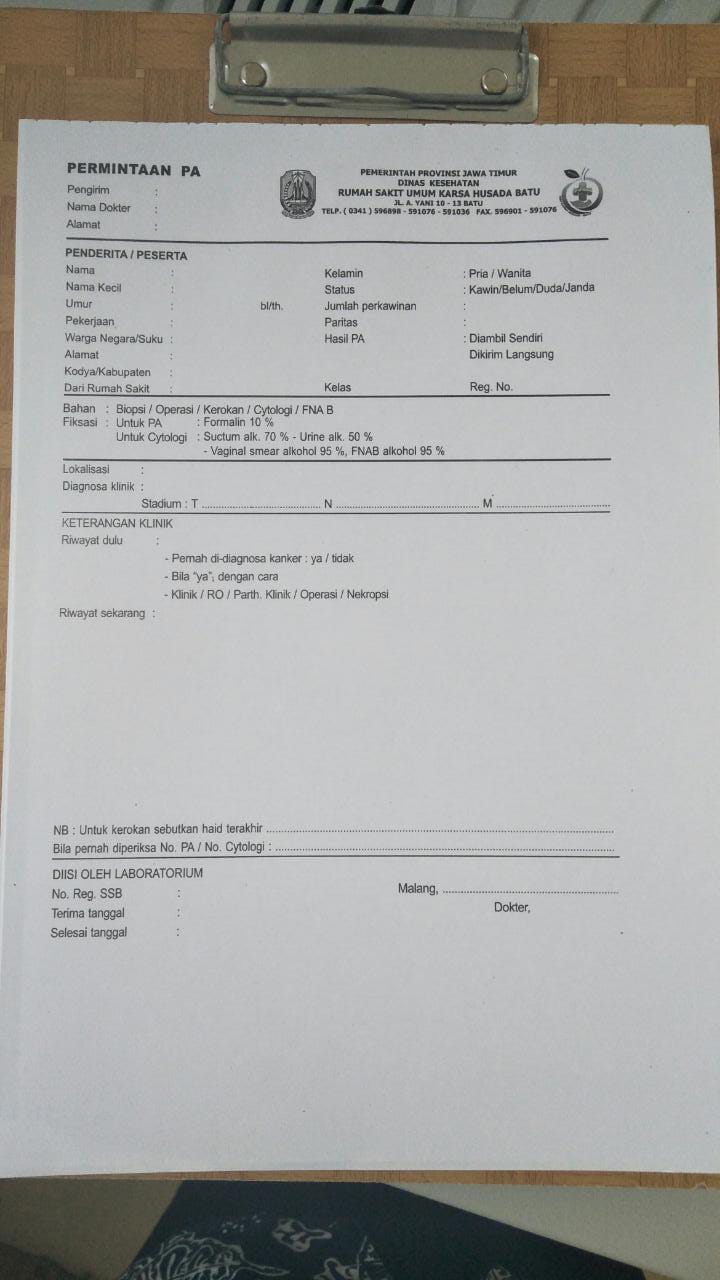 PERMINTAAN PA
Pengirim :
Nama Dokter :
Alamat :
PEMERINTAH PROVINSI JAWA TIMUR
DINAS KESEHATAN
RUMAH SAKIT UMUM KARSA HUSADA BATU
JL. A. YANI 10 - 13 BATU
TELP. ( 0341 ) 596898 - 591076 - 591036 FAX. 596901 - 591076
PENDERITA / PESERTA
Nama : Kelamin : Pria / Wanita
Nama Kecil : Status : Kawin/Belum/Duda/Janda
Umur : bl/th. Jumlah perkawinan :
Pekerjaan : Paritas :
Warga Negara/Suku : Hasil PA : Diambil Sendiri
Alamat : Dikirim Langsung
Kodya/Kabupaten :
Dari Rumah Sakit : Kelas Reg. No.
Bahan : Biopsi / Operasi / Kerokan / Cytologi / FNA B
Fiksasi : Untuk PA : Formalin 10 %
Untuk Cytologi : Suctum alk. 70 % - Urine alk. 50 %
- Vaginal smear alkohol 95 %, FNAB alkohol 95 %
Lokalisasi :
Diagnosa klinik :
Stadium : T ........................................ N ................................................ M ......................................
KETERANGAN KLINIK
Riwayat dulu :
- Pernah di-diagnosa kanker : ya / tidak
- Bila "ya", dengan cara
- Klinik / RO / Parth. Klinik / Operasi / Nekropsi
Riwayat sekarang :
NB : Untuk kerokan sebutkan haid terakhir ....................................................................
Bila pernah diperiksa No. PA / No. Cytologi : ....................................................................
DIISI OLEH LABORATORIUM
No. Reg. SSB :
Terima tanggal :
Selesai tanggal :
Malang, ........................................................
Dokter,